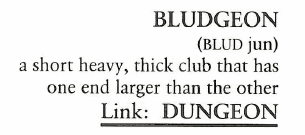 BLUDGEON
(BLUD jun)
a short heavy, thick club that has
one end larger than the other
Link: DUNGEON